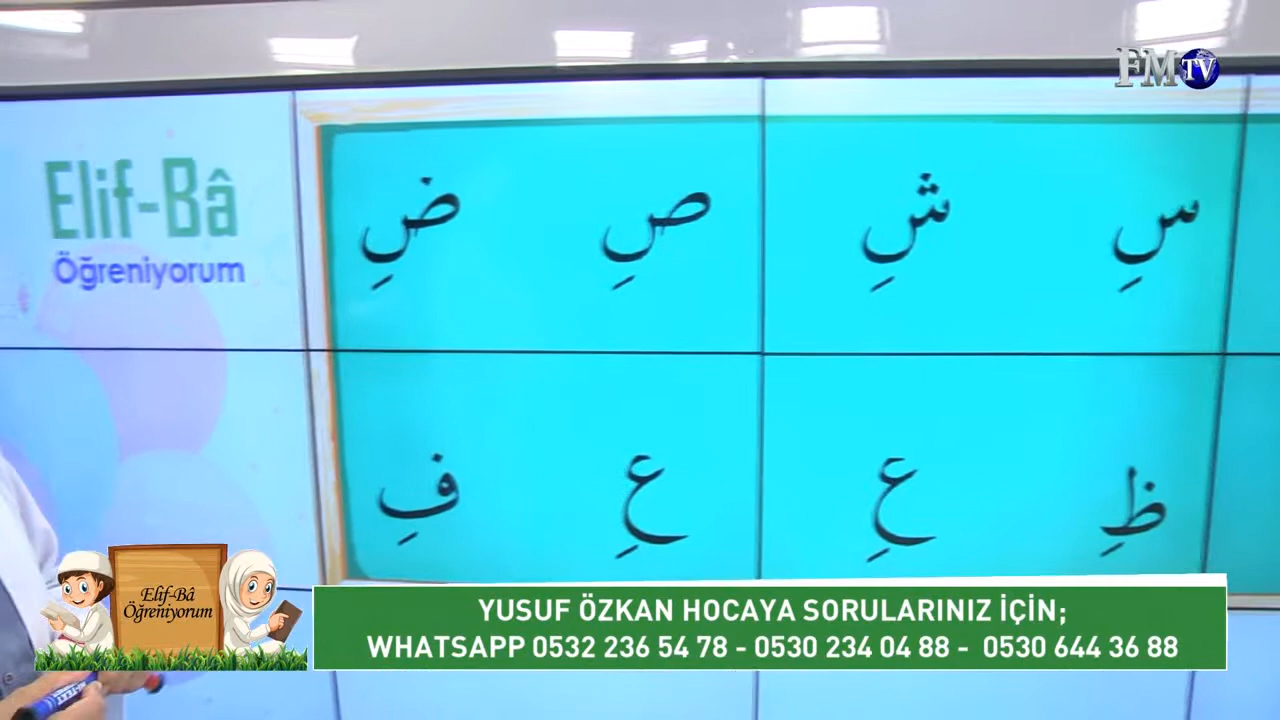 FM TV
Elif-Bâ
Öğreniyorum
سِ شِ صِ ضِ
ظِ عِ عِ فِ
Elif-Bâ
Öğreniyorum
YUSUF ÖZKAN HOCAYA SORULARINIZ İÇİN;
WHATSAPP 0532 236 54 78 - 0530 234 04 88 - 0530 644 36 88